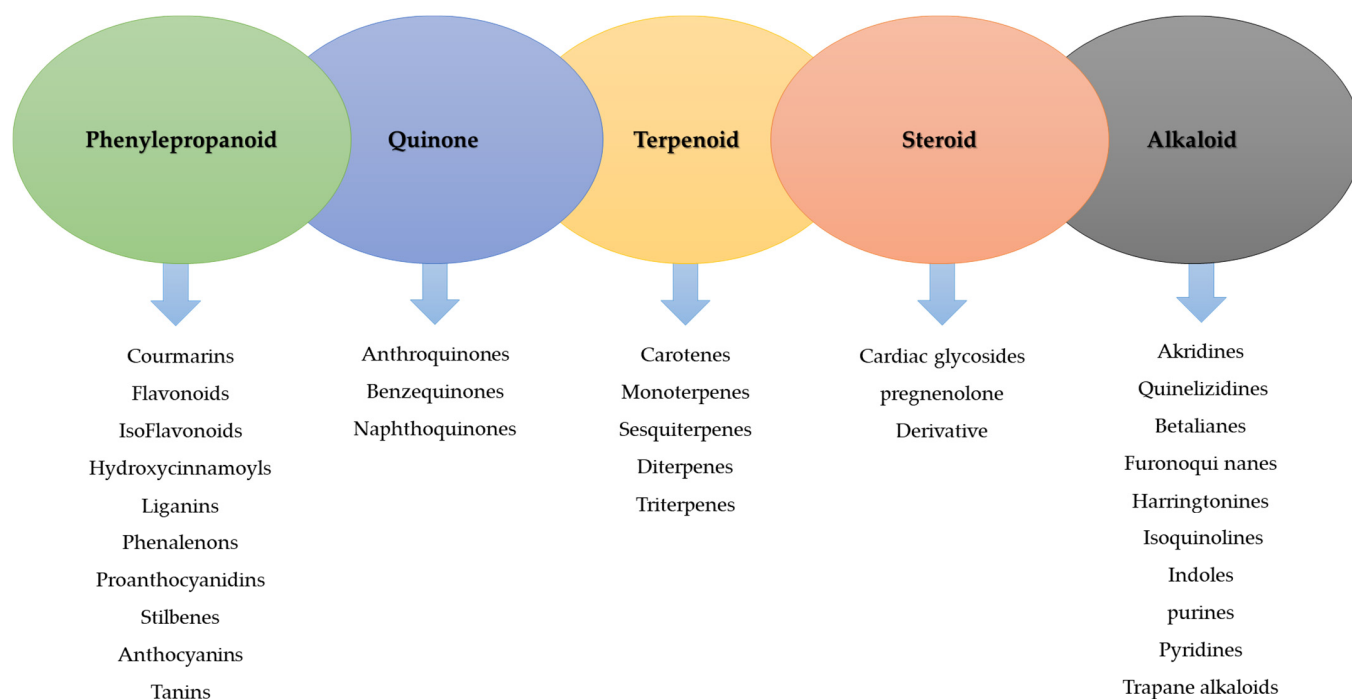 Phenylepropanoid
Quinone
Terpenoid
Steroid
Alkaloid
Courmarins
Flavonoids
IsoFlavonoids
Hydroxycinnamoyls
Liganins
Phenalenons
Proanthocyanidins
Stilbenes
Anthocyanins
Tanins
Anthroquinones
Benzequinones
Naphthoquinones
Carotenes
Monoterpenes
Sesquiterpenes
Diterpenes
Triterpenes
Cardiac glycosides
pregnenolone
Derivative
Akridines
Quinelizidines
Betalianes
Furonoqui nanes
Harringtonines
Isoquinolines
Indoles
purines
Pyridines
Trapane alkaloids